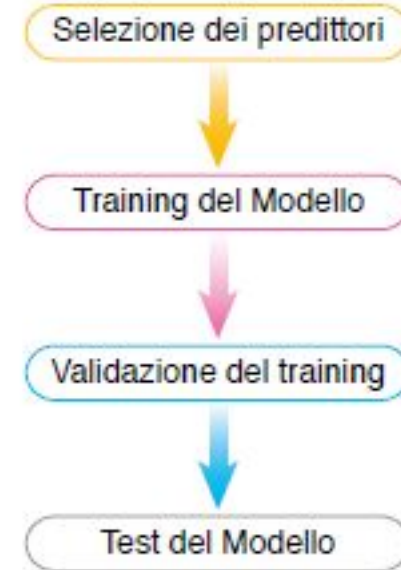 Selezione dei predittori
Training del Modello
Validazione del training
Test del Modello